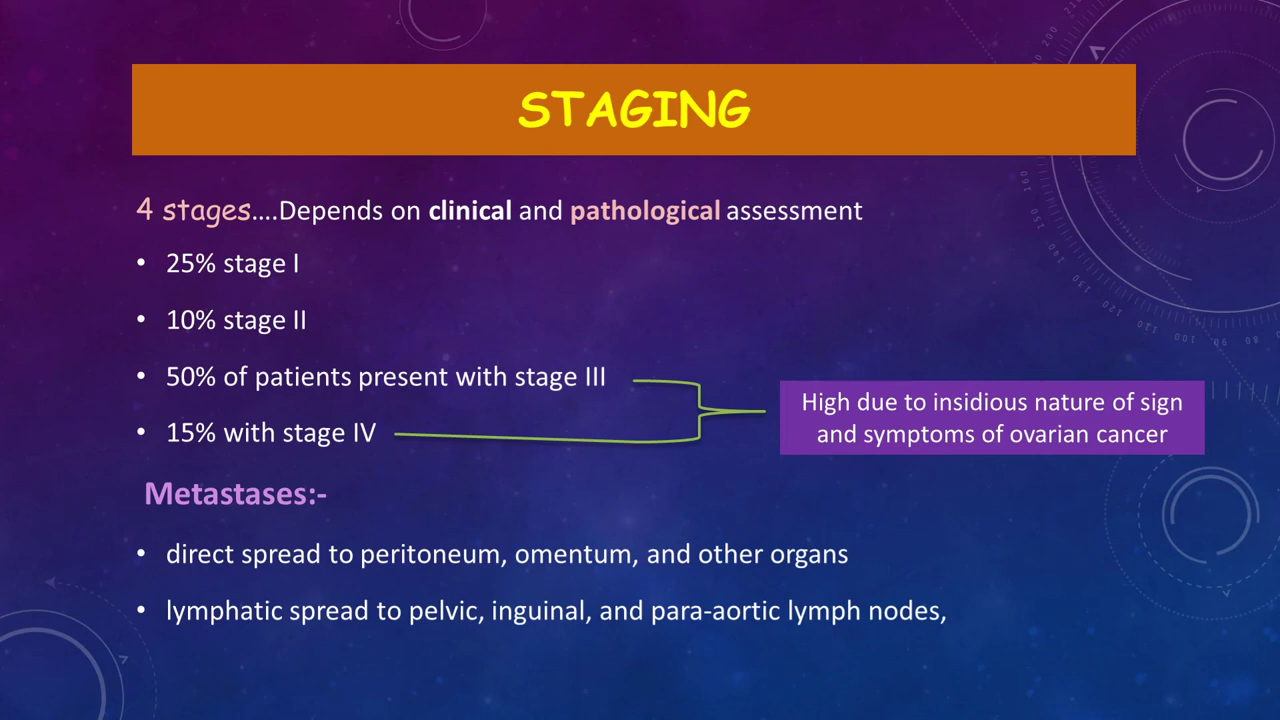 STAGING
4 stages....Depends on clinical and pathological assessment
• 25% stage I
• 10% stage II
• 50% of patients present with stage III
• 15% with stage IV
High due to insidious nature of sign
and symptoms of ovarian cancer
Metastases:-
• direct spread to peritoneum, omentum, and other organs
• lymphatic spread to pelvic, inguinal, and para-aortic lymph nodes,